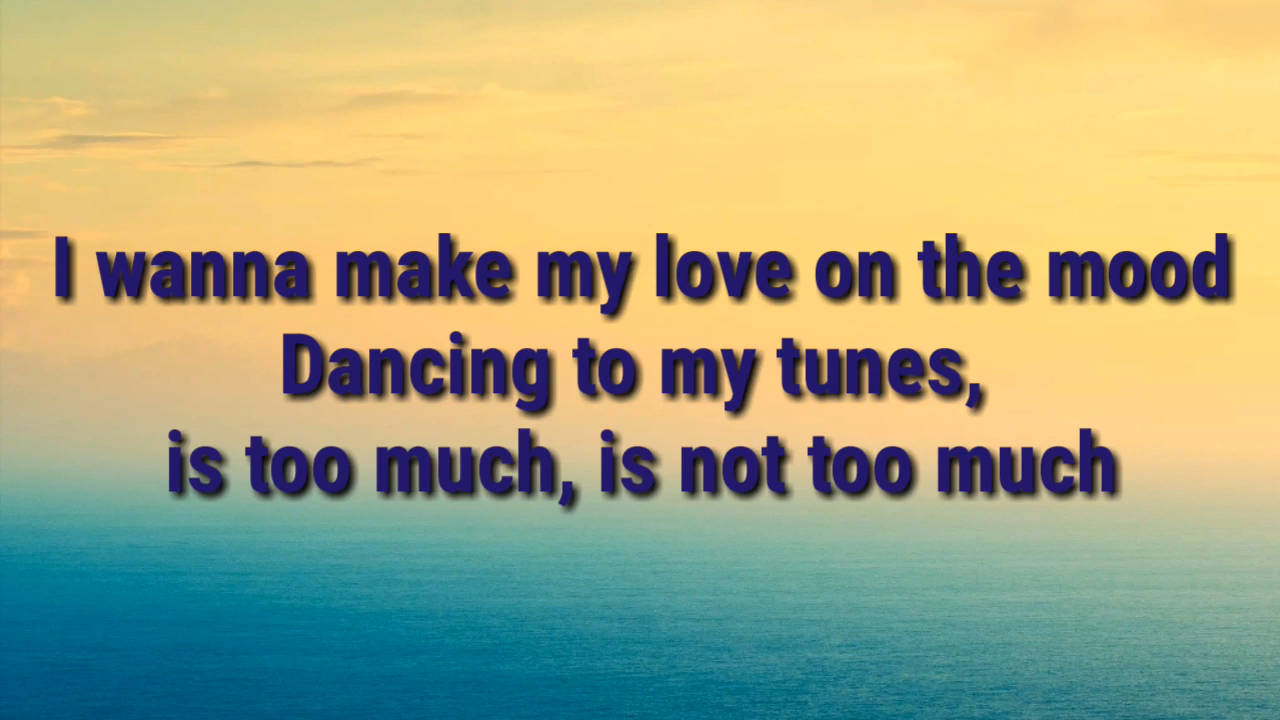 I wanna make my love on the mood
Dancing to my tunes,
is too much, is not too much